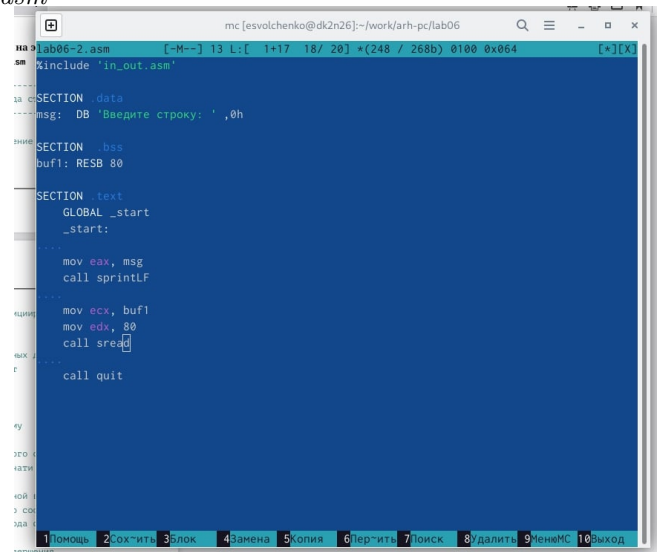 asm
mc [esvolchenko@dk2n26]:~/work/arh-pc/lab06
lab06-2.asm [-M--] 13 L:[ 1+17 18/ 20] *(248 / 268b) 0100 0x064 [*][X]
%include 'in_out.asm'
SECTION .data
msg: DB 'Введите строку: ' ,0h
SECTION .bss
buf1: RESB 80
SECTION .text
GLOBAL _start
_start:
....
mov eax, msg
call sprintLF
....
mov ecx, buf1
mov edx, 80
call sread
....
call quit
1Помощь 2Сох~ить 3Блок 4Замена 5Копия 6Пер~ить 7Поиск 8Удалить 9МенюMC 10Выход